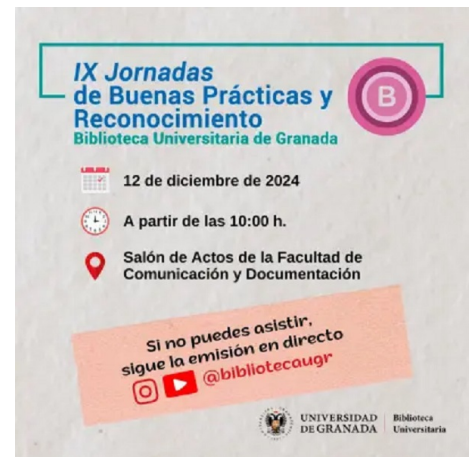 IX Jornadas
de Buenas Prácticas y
Reconocimiento
Biblioteca Universitaria de Granada
B
12 de diciembre de 2024
A partir de las 10:00 h.
Salón de Actos de la Facultad de
Comunicación y Documentación
Si no puedes asistir,
sigue la emisión en directo
@bibliotecaugr
UNIVERSIDAD
DE GRANADA
Biblioteca
Universitaria